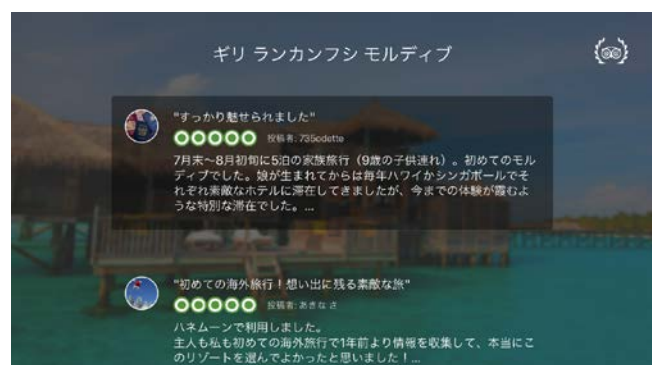 ギリ ランカンフシ モルディブ
"すっかり魅せられました"
投稿者: 735odette
7月末〜8月初旬に5泊の家族旅行（9歳の子供連れ）。初めてのモル
ディブでした。娘が生まれてからは毎年ハワイかシンガポールでそ
れぞれ素敵なホテルに滞在してきましたが、今までの体験が霞むよ
うな特別な滞在でした。...
"初めての海外旅行！想い出に残る素敵な旅"
投稿者: あきな さ
ハネムーンで利用しました。
主人も私も初めての海外旅行で1年前より情報を収集して、本当にこ
のリゾートを選んでよかったと思いました！...